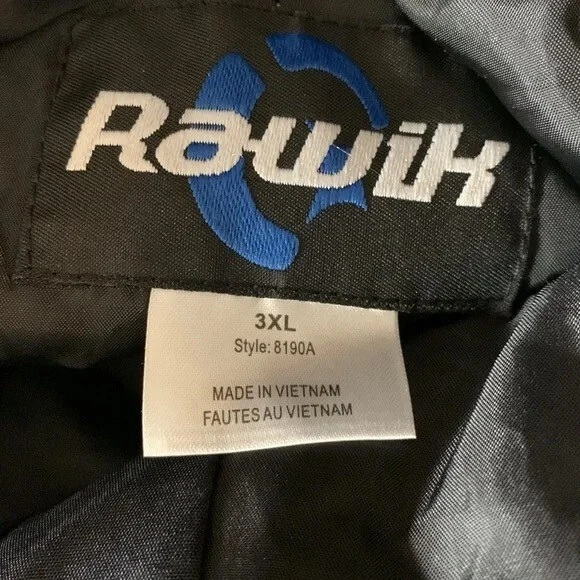 Rawik
3XL
Style: 8190A
MADE IN VIETNAM
FAUTES AU VIETNAM